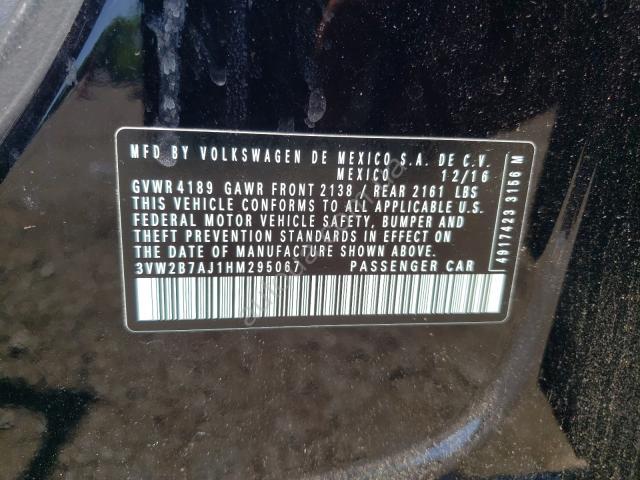 MFD BY VOLKSWAGEN DE MEXICO S.A. DE C.V.
MEXICO 12/16
GVWR 4189 GAWR FRONT 2138 / REAR 2161 LBS
THIS VEHICLE CONFORMS TO ALL APPLICABLE U.S.
FEDERAL MOTOR VEHICLE SAFETY, BUMPER AND
THEFT PREVENTION STANDARDS IN EFFECT ON
THE DATE OF MANUFACTURE SHOWN ABOVE.
3VW2B7AJ1HM295067 PASSENGER CAR
4917423 3156 M